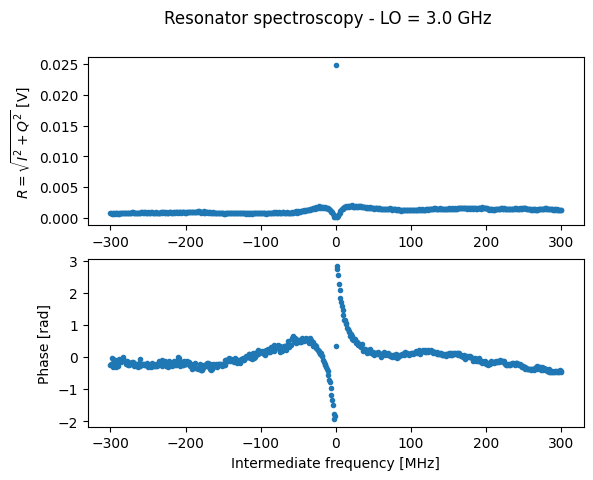 Resonator spectroscopy - LO = 3.0 GHz
R = √I² + Q² [V]
0.025
0.020
0.015
0.010
0.005
0.000
−300 −200 −100 0 100 200 300
Phase [rad]
3
2
1
0
−1
−2
−300 −200 −100 0 100 200 300
Intermediate frequency [MHz]